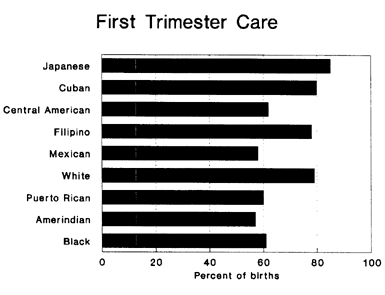 First Trimester Care
Japanese
Cuban
Central American
Filipino
Mexican
White
Puerto Rican
Amerindian
Black
0 20 40 60 80 100
Percent of births